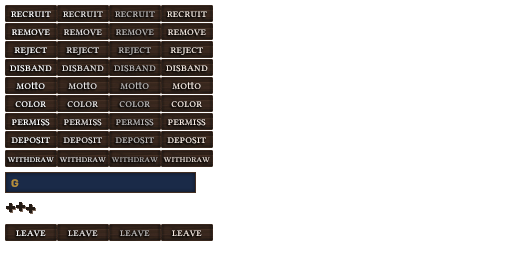 RECRUIT RECRUIT RECRUIT RECRUIT
REMOVE REMOVE REMOVE REMOVE
REJECT REJECT REJECT REJECT
DISBAND DISBAND DISBAND DISBAND
MOTTO MOTTO MOTTO MOTTO
COLOR COLOR COLOR COLOR
PERMISS PERMISS PERMISS PERMISS
DEPOSIT DEPOSIT DEPOSIT DEPOSIT
WITHDRAW WITHDRAW WITHDRAW WITHDRAW
G
LEAVE LEAVE LEAVE LEAVE